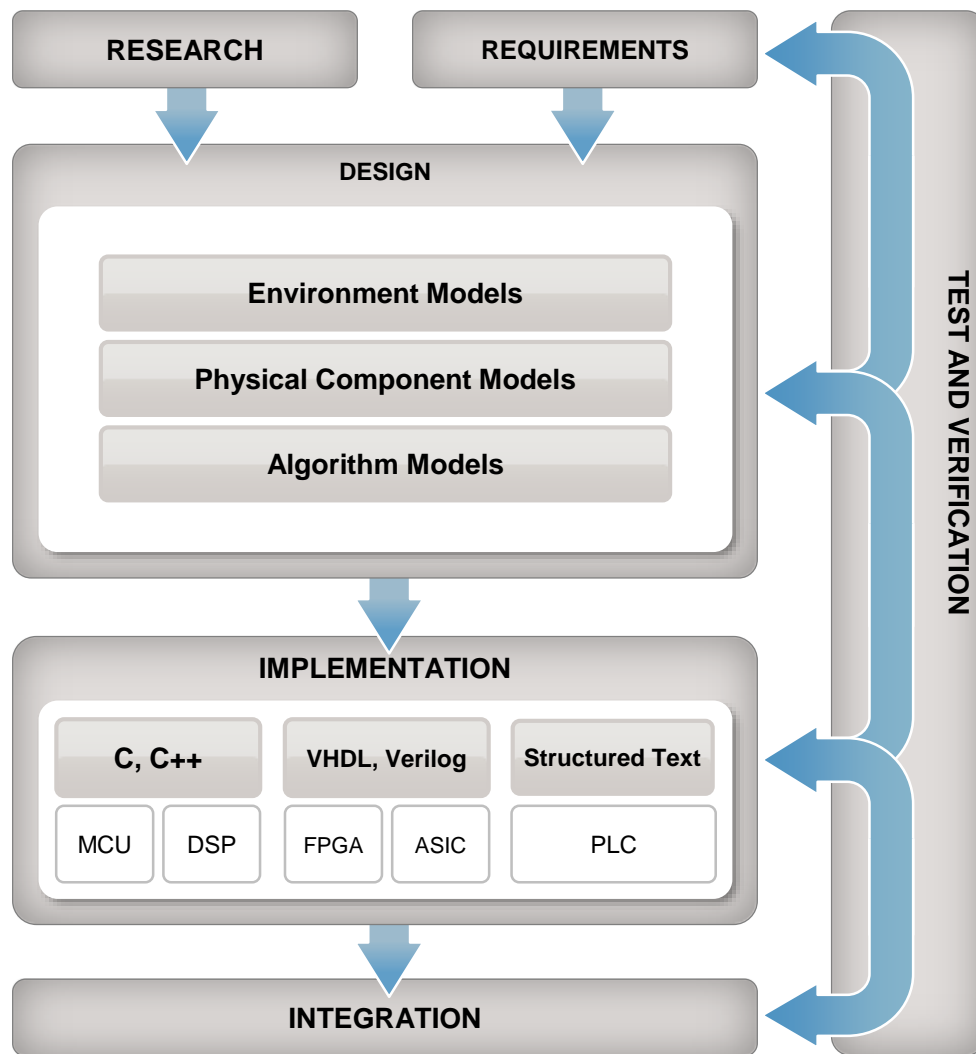 RESEARCH
REQUIREMENTS
DESIGN
Environment Models
Physical Component Models
Algorithm Models
IMPLEMENTATION
C, C++
VHDL, Verilog
Structured Text
MCU
DSP
FPGA
ASIC
PLC
INTEGRATION
TEST AND VERIFICATION